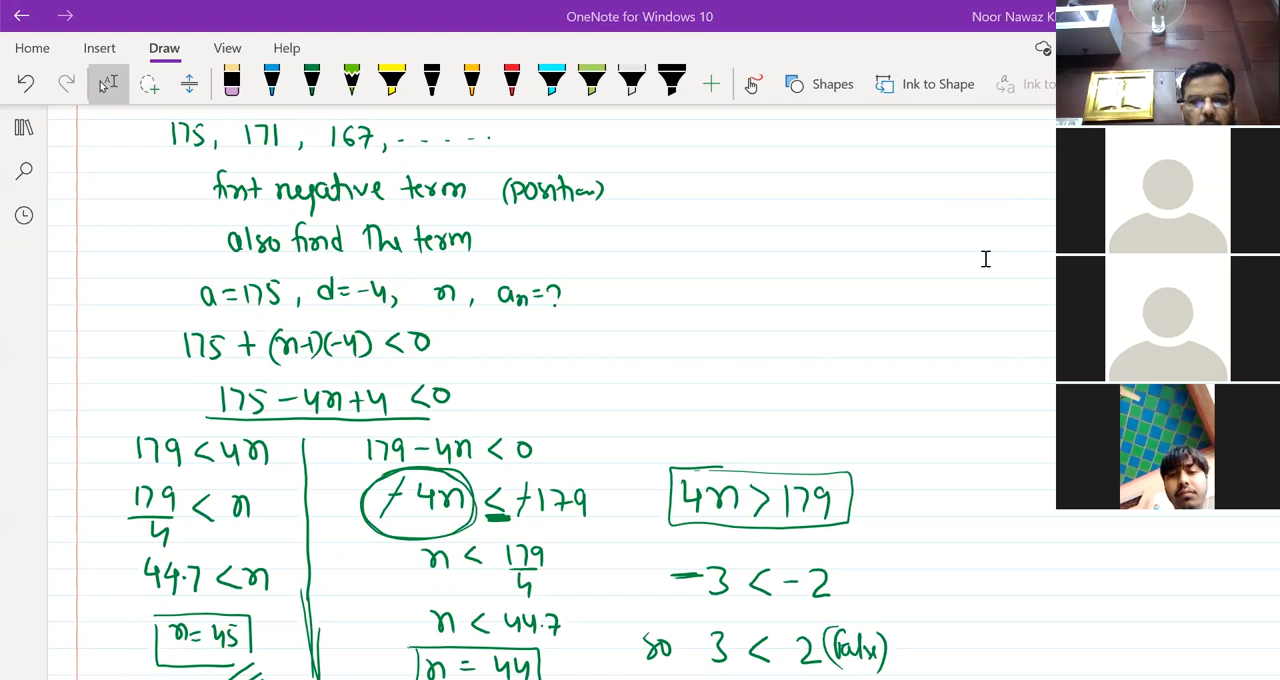 OneNote for Windows 10
Noor Nawaz K
Home Insert Draw View Help
Shapes Ink to Shape Ink to
175, 171, 167, ......
first negative term (position)
also find The term
a=175, d=-4, n, an=?
175 + (n-1)(-4) <0
175 -4n+4 <0
179 <4n
179/4 < n
44.7 <n
n=45
179-4n < 0
-4n ≤ -179
n < 179/4
n < 44.7
n = 44
4n > 179
-3 < -2
so 3 < 2 (False)